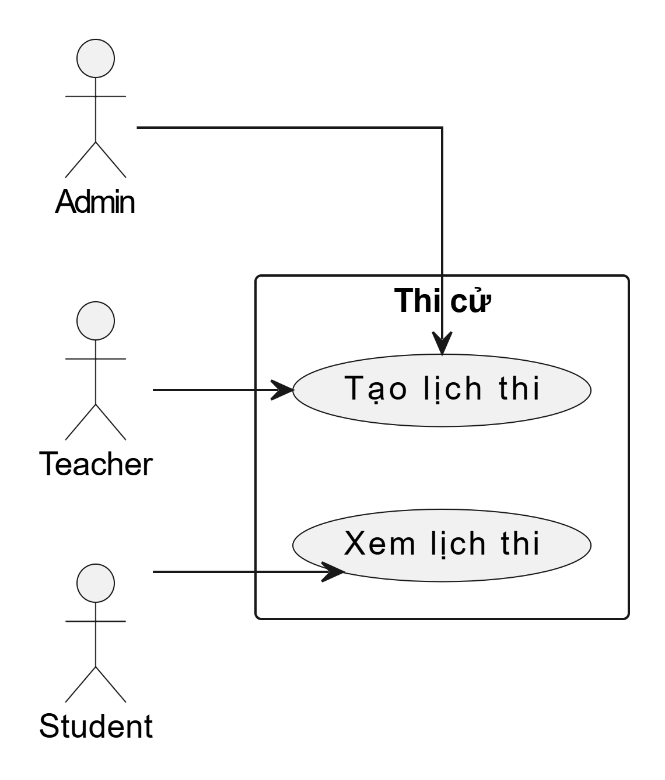 Admin
Thi cử
Teacher
Tạo lịch thi
Xem lịch thi
Student